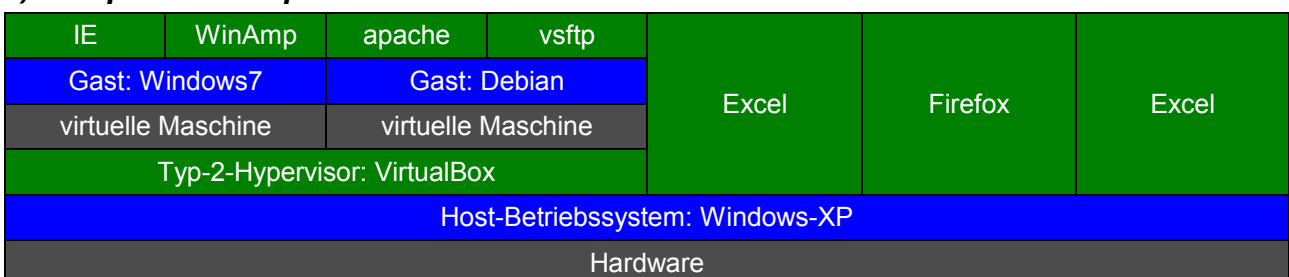 IE WinAmp apache vsftp
Gast: Windows7 Gast: Debian
Excel Firefox Excel
virtuelle Maschine virtuelle Maschine
Typ-2-Hypervisor: VirtualBox
Host-Betriebssystem: Windows-XP
Hardware